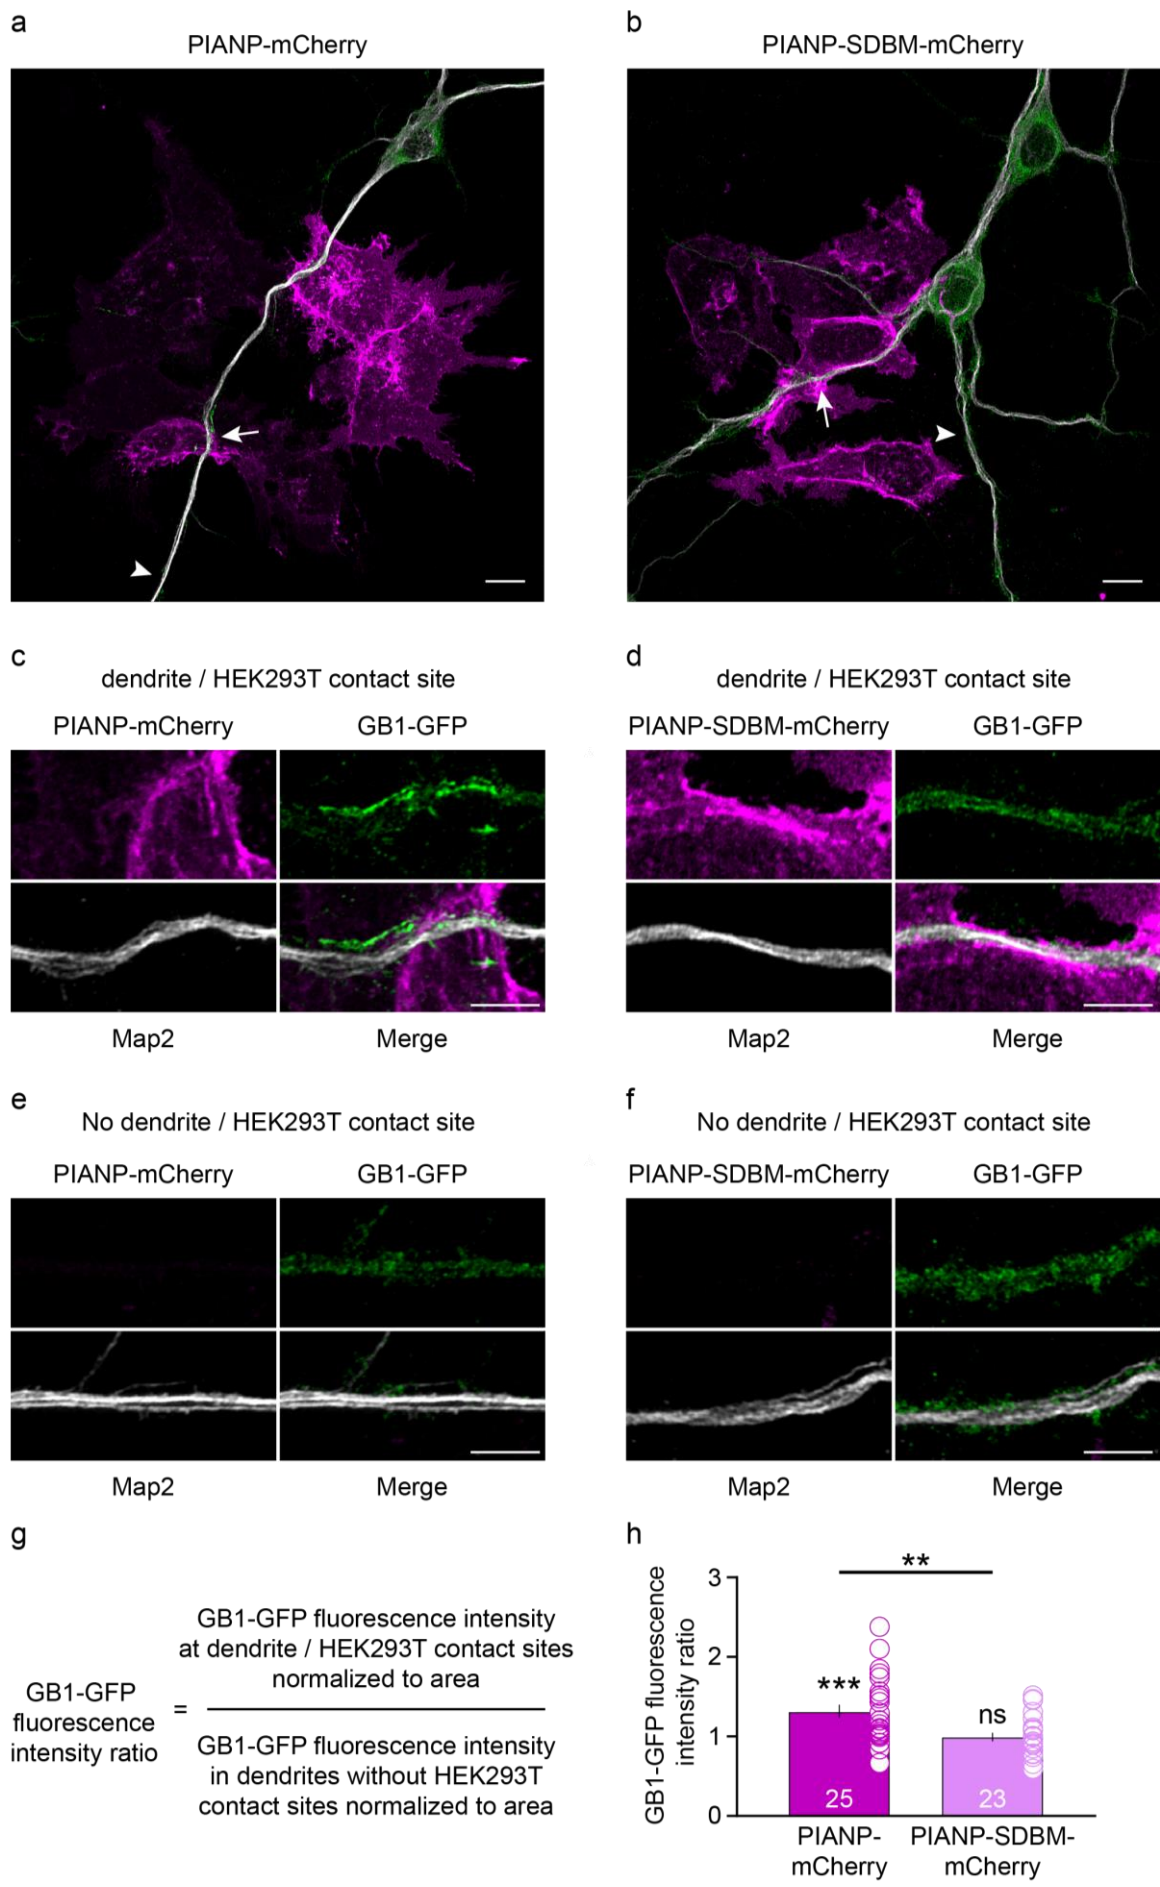 a
PIANP-mCherry
b
PIANP-SDBM-mCherry
c
dendrite / HEK293T contact site
PIANP-mCherry GB1-GFP
Map2 Merge
d
dendrite / HEK293T contact site
PIANP-SDBM-mCherry GB1-GFP
Map2 Merge
e
No dendrite / HEK293T contact site
PIANP-mCherry GB1-GFP
Map2 Merge
f
No dendrite / HEK293T contact site
PIANP-SDBM-mCherry GB1-GFP
Map2 Merge
g
GB1-GFP
fluorescence
intensity ratio
=
GB1-GFP fluorescence intensity
at dendrite / HEK293T contact sites
normalized to area
GB1-GFP fluorescence intensity
in dendrites without HEK293T
contact sites normalized to area
h
GB1-GFP fluorescence
intensity ratio
3
2
1
0
**
***
ns
25
23
PIANP-
mCherry
PIANP-SDBM-
mCherry